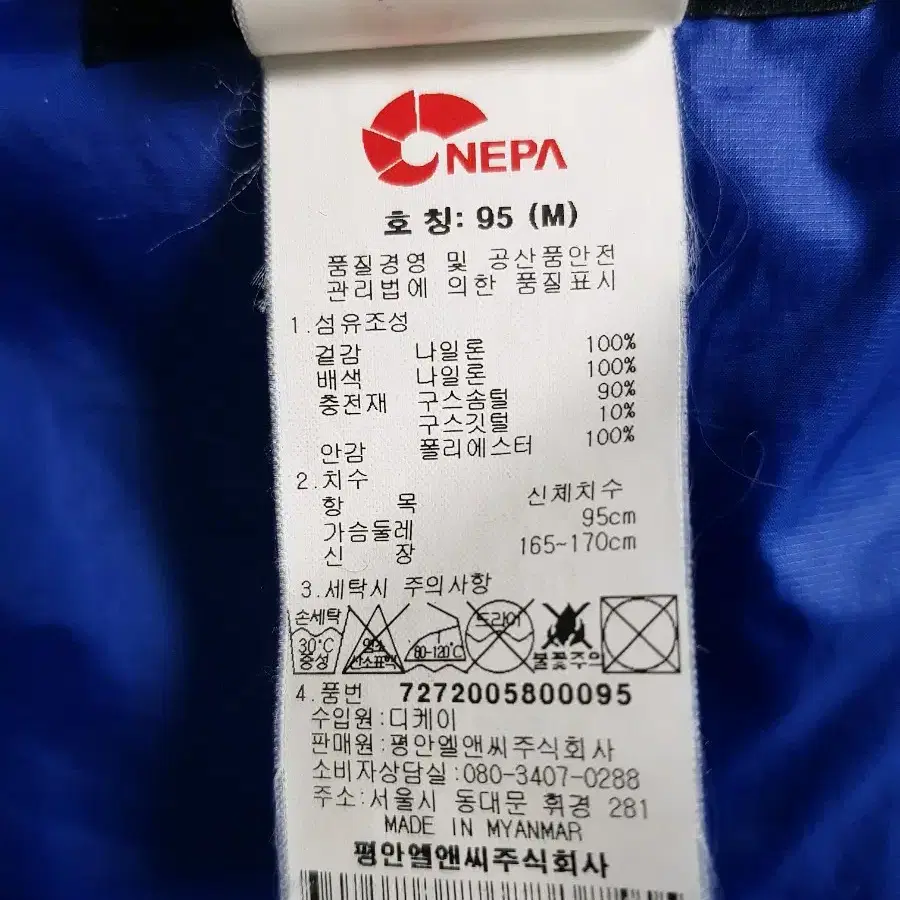 NEPA
호 칭: 95 (M)
품질경영 및 공산품안전
관리법에 의한 품질표시
1.섬유조성
겉감 나일론 100%
배색 나일론 100%
충전재 구스솜털 90%
구스깃털 10%
안감 폴리에스터 100%
2.치수
항 목 신체치수
가슴둘레 95cm
신 장 165~170cm
3.세탁시 주의사항
손세탁 30°C 중성
염소 산소표백
80-120°C
드라이
불꽃주의
4.품번 7272005800095
수입원:디케이
판매원:평안엘앤씨주식회사
소비자상담실:080-3407-0288
주소:서울시 동대문 휘경 281
MADE IN MYANMAR
평안엘앤씨주식회사